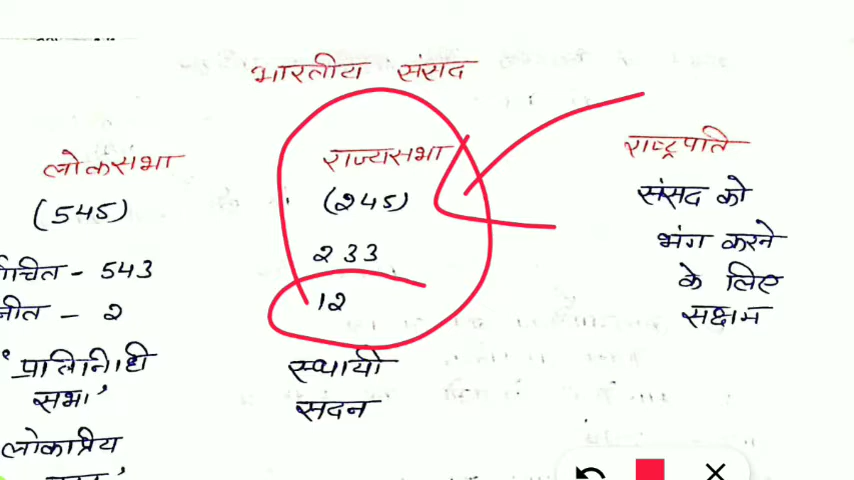 भारतीय संसद
लोकसभा
(545)
र्वाचित - 543
नीत - 2
'प्रतिनिधी
सभा'
लोकप्रिय
राज्यसभा
(245)
233
12
स्थायी
सदन
राष्ट्रपति
संसद को
भंग करने
के लिए
सक्षम